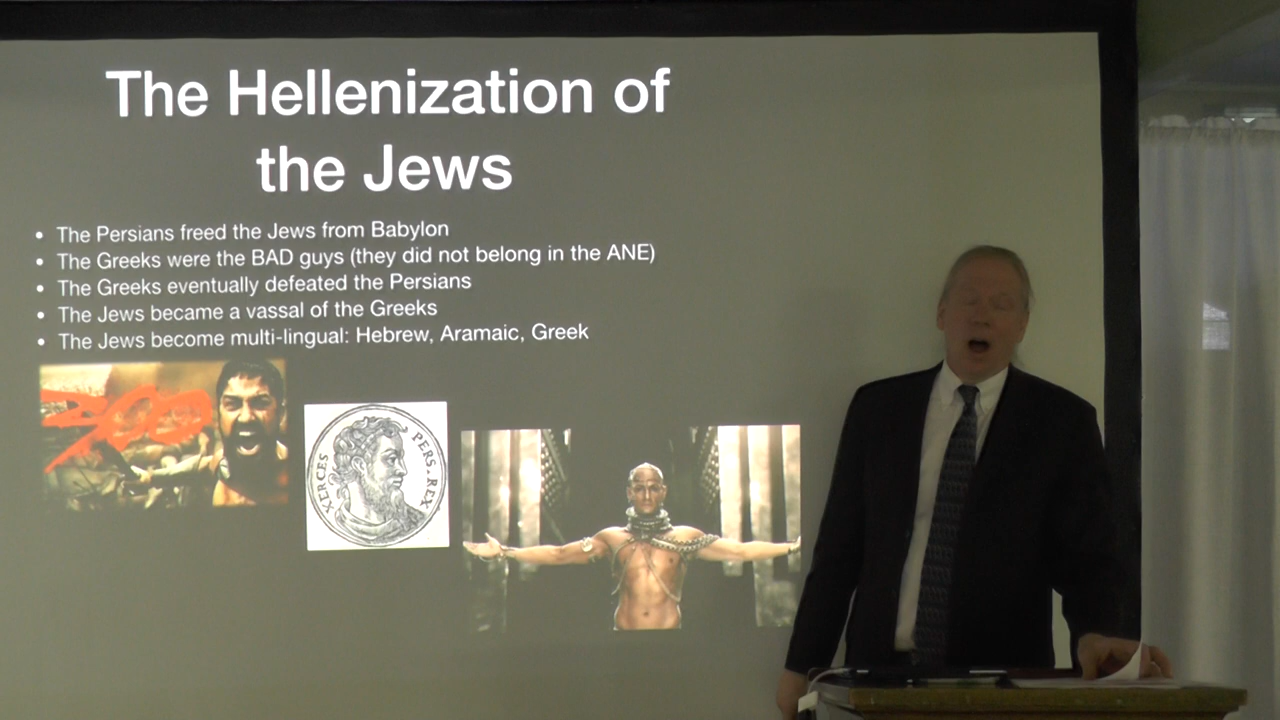 The Hellenization of
the Jews
• The Persians freed the Jews from Babylon
• The Greeks were the BAD guys (they did not belong in the ANE)
• The Greeks eventually defeated the Persians
• The Jews became a vassal of the Greeks
• The Jews become multi-lingual: Hebrew, Aramaic, Greek
300
XERCES PERS. REX